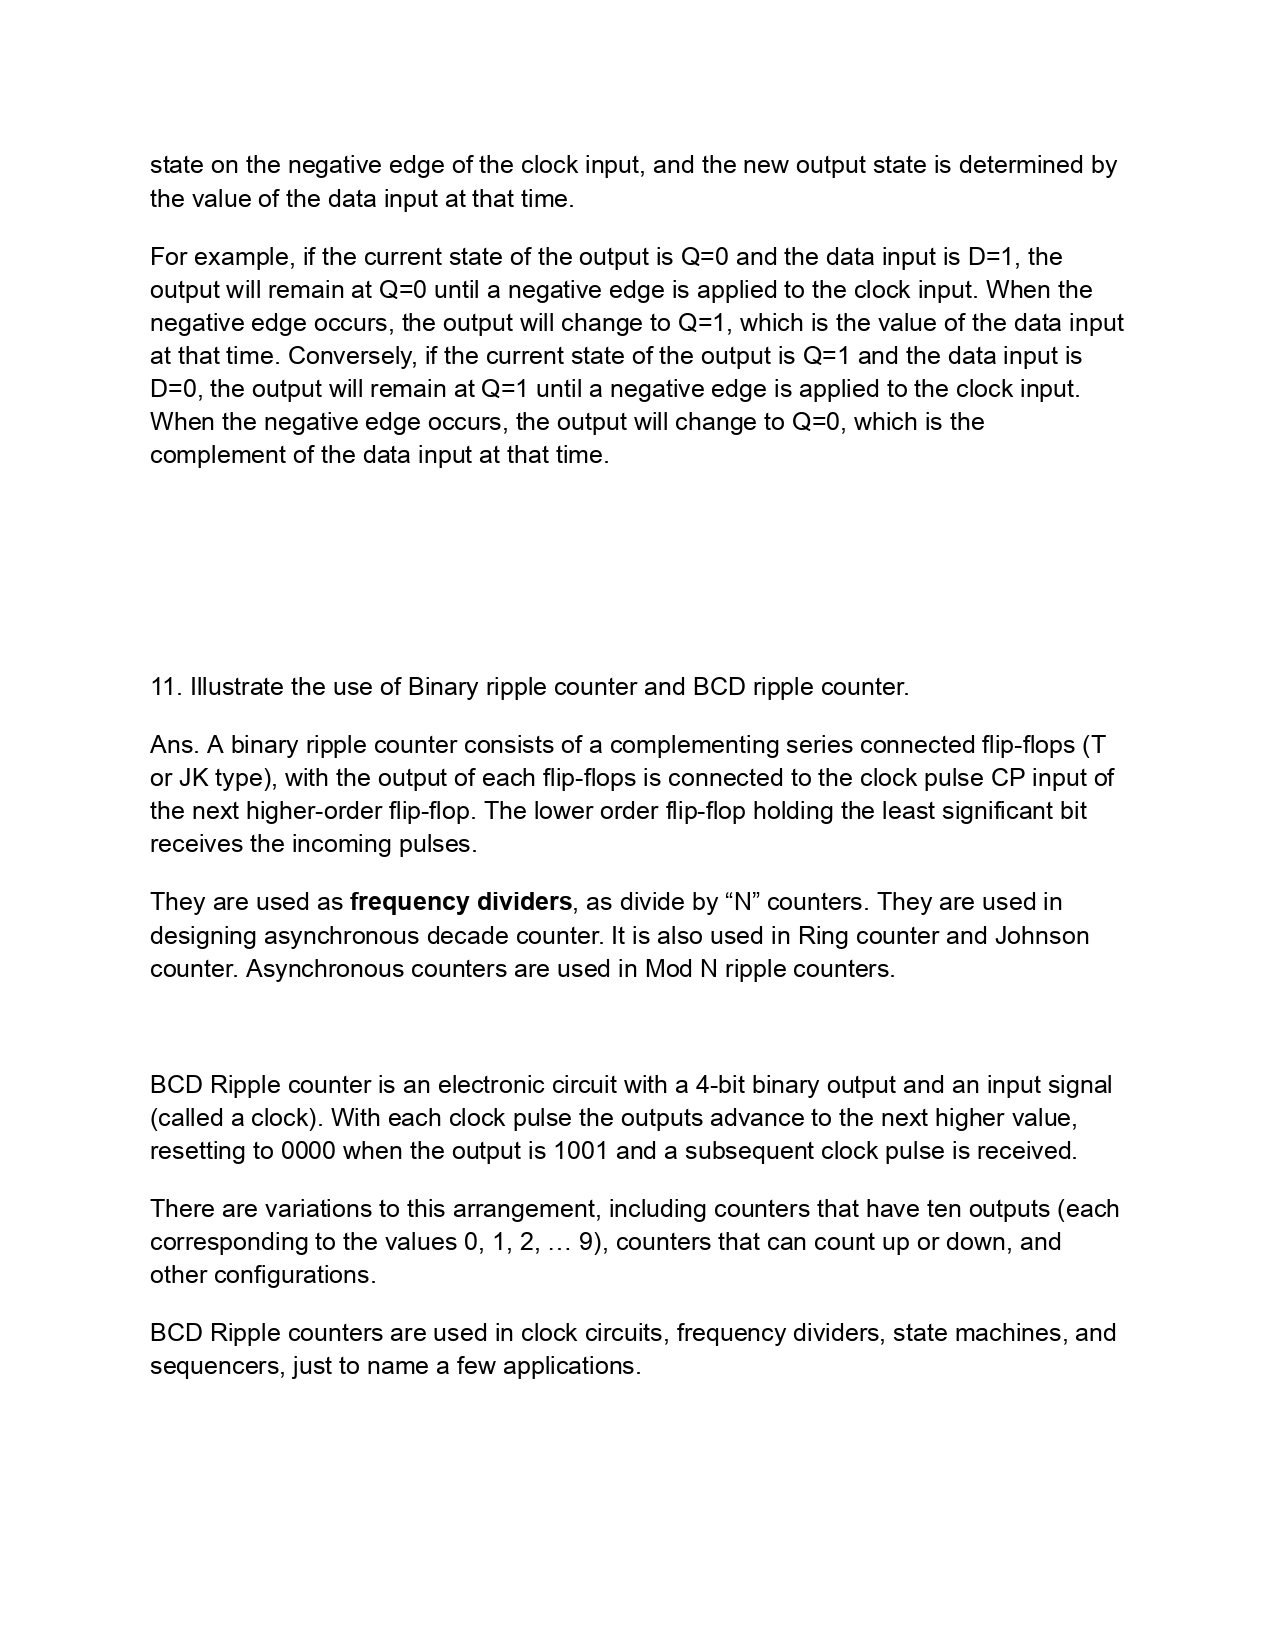 state on the negative edge of the clock input, and the new output state is determined by
the value of the data input at that time.
For example, if the current state of the output is Q=0 and the data input is D=1, the
output will remain at Q=0 until a negative edge is applied to the clock input. When the
negative edge occurs, the output will change to Q=1, which is the value of the data input
at that time. Conversely, if the current state of the output is Q=1 and the data input is
D=0, the output will remain at Q=1 until a negative edge is applied to the clock input.
When the negative edge occurs, the output will change to Q=0, which is the
complement of the data input at that time.
11. Illustrate the use of Binary ripple counter and BCD ripple counter.
Ans. A binary ripple counter consists of a complementing series connected flip-flops (T
or JK type), with the output of each flip-flops is connected to the clock pulse CP input of
the next higher-order flip-flop. The lower order flip-flop holding the least significant bit
receives the incoming pulses.
They are used as frequency dividers, as divide by “N” counters. They are used in
designing asynchronous decade counter. It is also used in Ring counter and Johnson
counter. Asynchronous counters are used in Mod N ripple counters.
BCD Ripple counter is an electronic circuit with a 4-bit binary output and an input signal
(called a clock). With each clock pulse the outputs advance to the next higher value,
resetting to 0000 when the output is 1001 and a subsequent clock pulse is received.
There are variations to this arrangement, including counters that have ten outputs (each
corresponding to the values 0, 1, 2, … 9), counters that can count up or down, and
other configurations.
BCD Ripple counters are used in clock circuits, frequency dividers, state machines, and
sequencers, just to name a few applications.